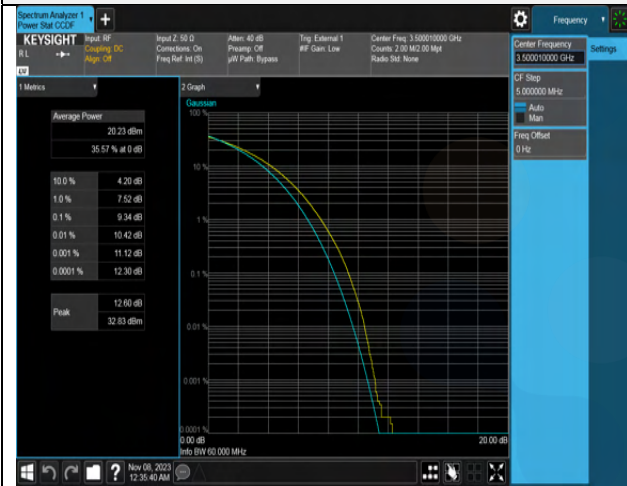 Spectrum Analyzer 1
Power Stat CCDF
Frequency
KEYSIGHT
RL
Input: RF
Coupling: DC
Align: Off
Input Z: 50 Ω
Corrections: On
Freq Ref: Int (S)
Atten: 40 dB
Preamp: Off
µW Path: Bypass
Trig: External 1
#IF Gain: Low
Center Freq: 3.500010000 GHz
Counts: 2.00 M/2.00 Mpt
Radio Std: None
Center Frequency
3.500010000 GHz
Settings
CF Step
5.000000 MHz
Auto
Man
Freq Offset
0 Hz
1 Metrics
Average Power
20.23 dBm
35.57 % at 0 dB
10.0 % 4.20 dB
1.0 % 7.52 dB
0.1 % 9.34 dB
0.01 % 10.42 dB
0.001 % 11.12 dB
0.0001 % 12.30 dB
Peak 12.60 dB
32.83 dBm
2 Graph
Gaussian
100 %
10 %
1 %
0.1 %
0.01 %
0.001 %
0.0001 %
0.00 dB 20.00 dB
Info BW 60.000 MHz
Nov 08, 2023
12:35:40 AM